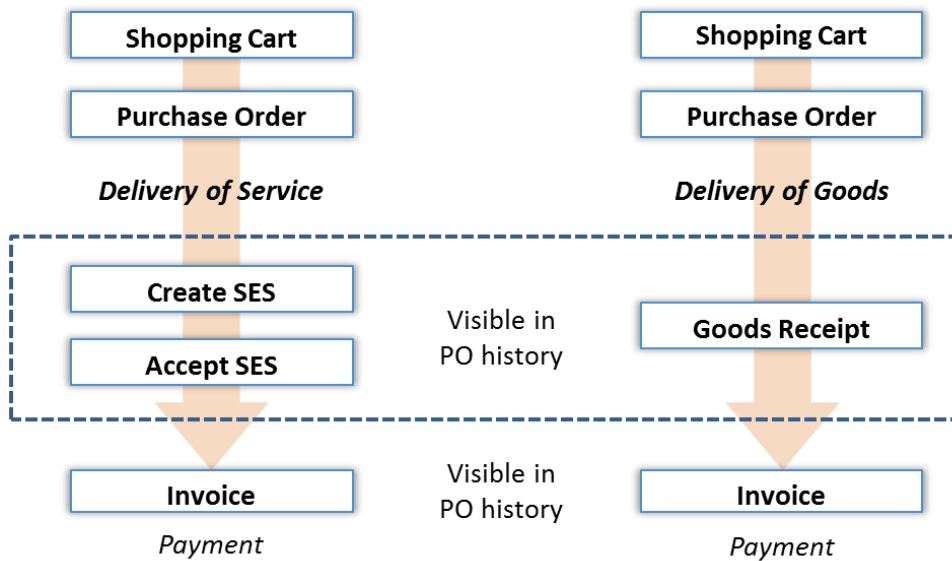 Shopping Cart
Purchase Order
Delivery of Service
Create SES
Accept SES
Invoice
Payment
Visible in
PO history
Visible in
PO history
Shopping Cart
Purchase Order
Delivery of Goods
Goods Receipt
Invoice
Payment